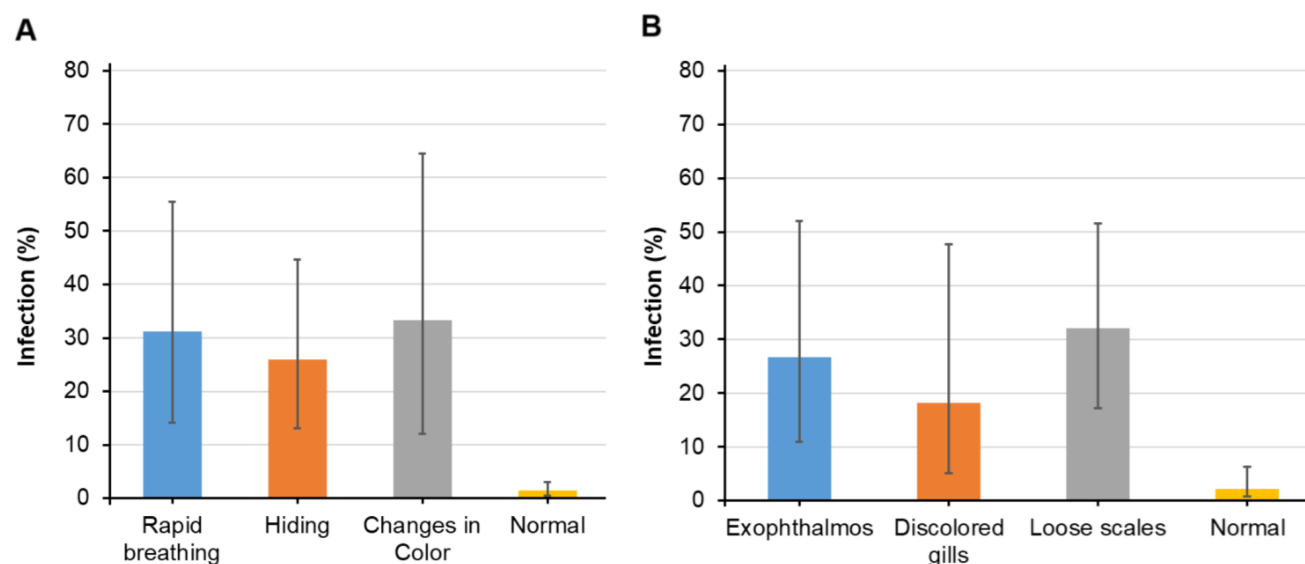 A
Infection (%)
80
70
60
50
40
30
20
10
0
Rapid
breathing
Hiding
Changes in
Color
Normal
B
Infection (%)
80
70
60
50
40
30
20
10
0
Exophthalmos
Discolored
gills
Loose scales
Normal